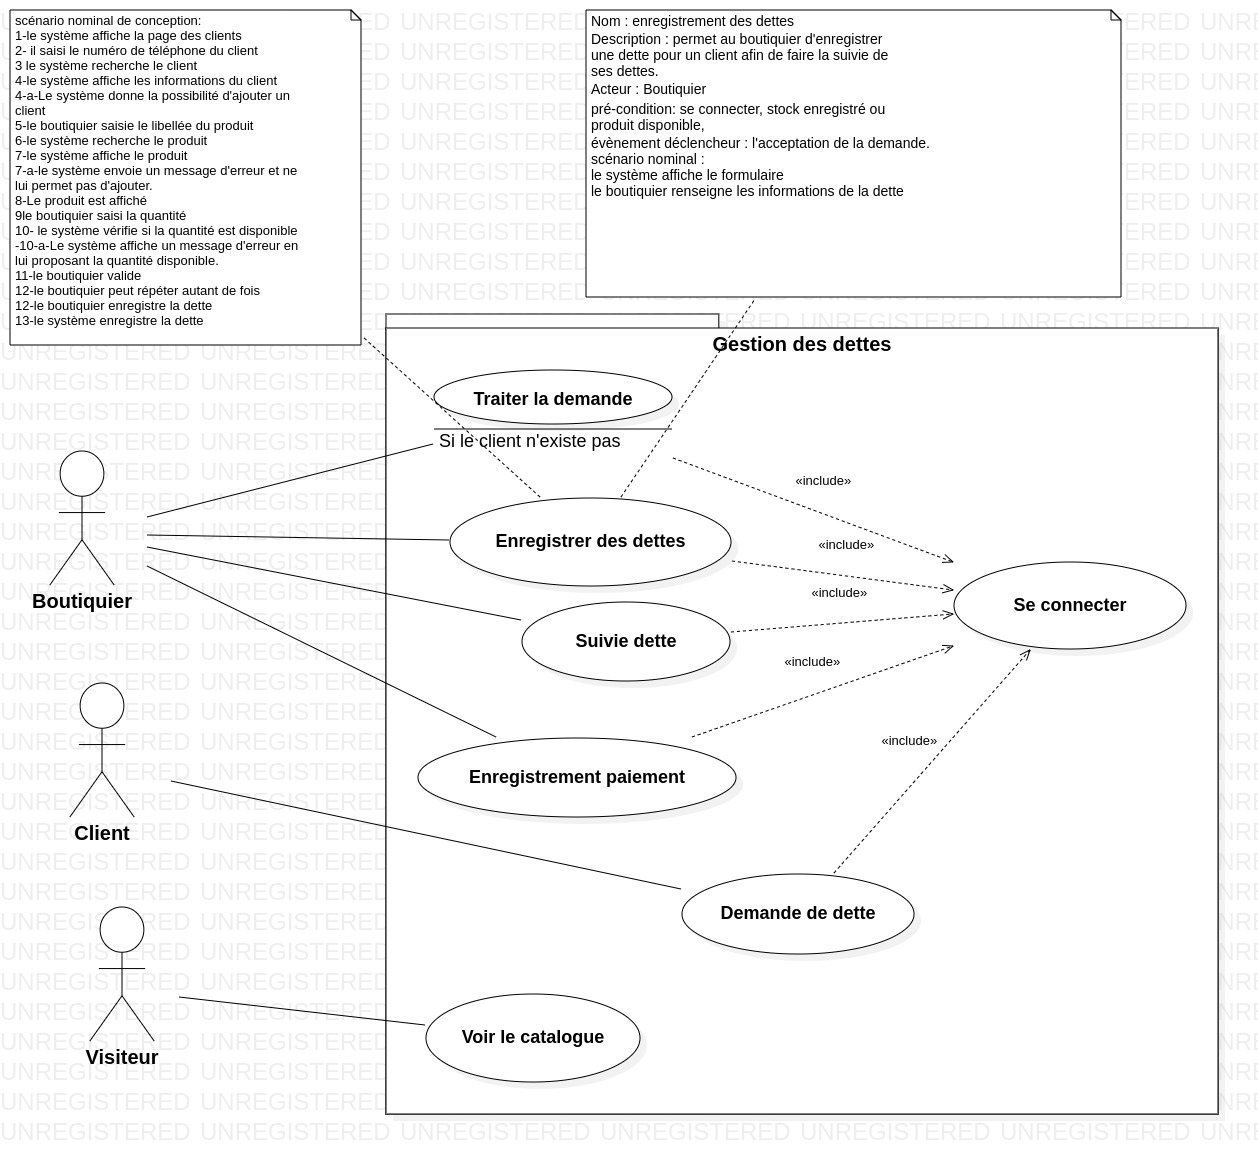 scénario nominal de conception:
1-le système affiche la page des clients
2- il saisi le numéro de téléphone du client
3 le système recherche le client
4-le système affiche les informations du client
4-a-Le système donne la possibilité d'ajouter un
client
5-le boutiquier saisie le libellée du produit
6-le système recherche le produit
7-le système affiche le produit
7-a-le système envoie un message d'erreur et ne
lui permet pas d'ajouter.
8-Le produit est affiché
9le boutiquier saisi la quantité
10- le système vérifie si la quantité est disponible
-10-a-Le système affiche un message d'erreur en
lui proposant la quantité disponible.
11-le boutiquier valide
12-le boutiquier peut répéter autant de fois
12-le boutiquier enregistre la dette
13-le système enregistre la dette
Nom : enregistrement des dettes
Description : permet au boutiquier d'enregistrer
une dette pour un client afin de faire la suivie de
ses dettes.
Acteur : Boutiquier
pré-condition: se connecter, stock enregistré ou
produit disponible,
évènement déclencheur : l'acceptation de la demande.
scénario nominal :
le système affiche le formulaire
le boutiquier renseigne les informations de la dette
Gestion des dettes
Traiter la demande
Si le client n'existe pas
«include»
Enregistrer des dettes
«include»
«include»
Se connecter
Boutiquier
Suivie dette
«include»
«include»
Enregistrement paiement
Client
Demande de dette
Voir le catalogue
Visiteur
UNREGISTERED